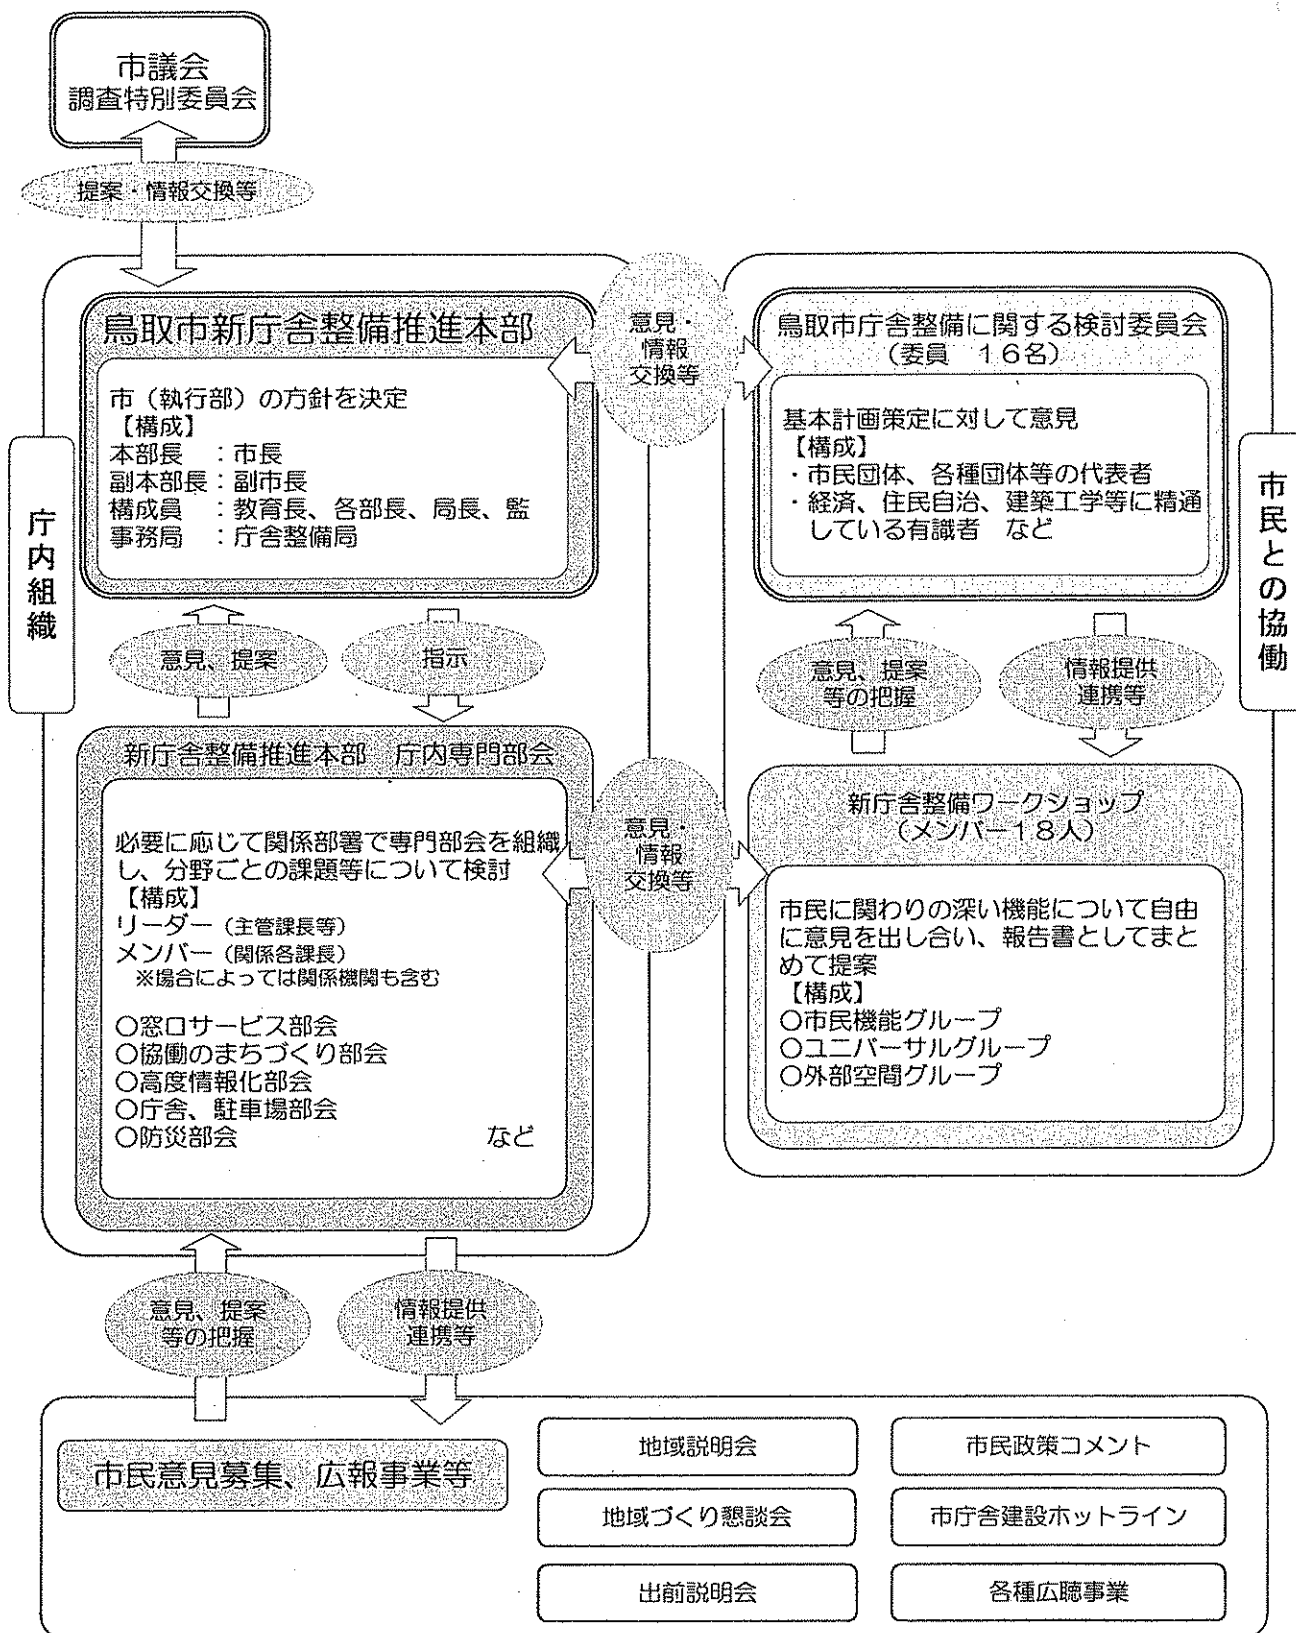 市議会
調査特別委員会
提案・情報交換等
庁内組織
鳥取市新庁舎整備推進本部
市(執行部)の方針を決定
【構成】
本部長 :市長
副本部長:副市長
構成員 :教育長、各部長、局長、監
事務局 :庁舎整備局
意見・
情報
交換等
鳥取市庁舎整備に関する検討委員会
(委員 16名)
基本計画策定に対して意見
【構成】
・市民団体、各種団体等の代表者
・経済、住民自治、建築工学等に精通
している有識者 など
市民との協働
意見、提案
指示
意見、提案
等の把握
情報提供
連携等
新庁舎整備推進本部 庁内専門部会
必要に応じて関係部署で専門部会を組織
し、分野ごとの課題等について検討
【構成】
リーダー(主管課長等)
メンバー(関係各課長)
※場合によっては関係機関も含む
○窓口サービス部会
○協働のまちづくり部会
○高度情報化部会
○庁舎、駐車場部会
○防災部会 など
意見・
情報
交換等
新庁舎整備ワークショップ
(メンバー18人)
市民に関わりの深い機能について自由
に意見を出し合い、報告書としてまと
めて提案
【構成】
○市民機能グループ
○ユニバーサルグループ
○外部空間グループ
意見、提案
等の把握
情報提供
連携等
市民意見募集、広報事業等
地域説明会
市民政策コメント
地域づくり懇談会
市庁舎建設ホットライン
出前説明会
各種広聴事業